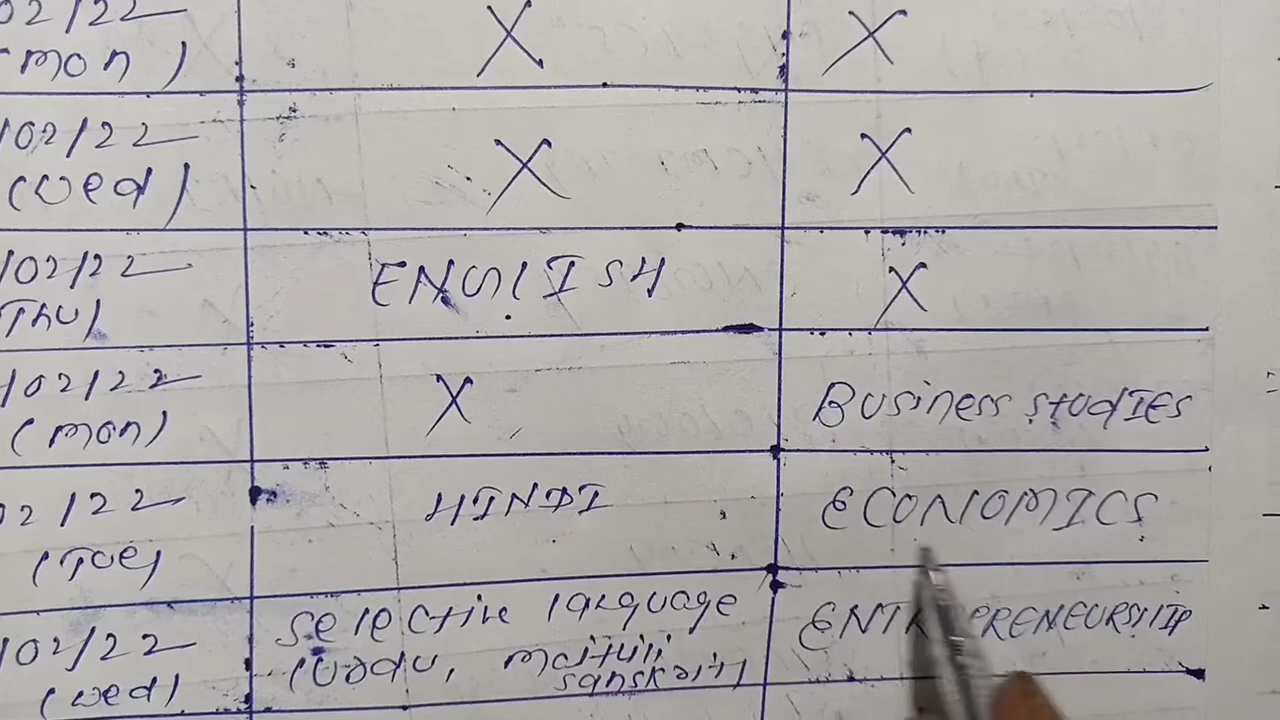 02/22
(mon)
X
X
/02/22
(wed)
X
X
/02/22
Thu)
ENGLISH
X
/02/22
(mon)
X
Business studIES
02/22
(Tue)
HINDI
ECONOMICS
/02/22
(wed)
selective language
(Urdu, maithili
sanskrit)
ENTREPRENEURSHIP